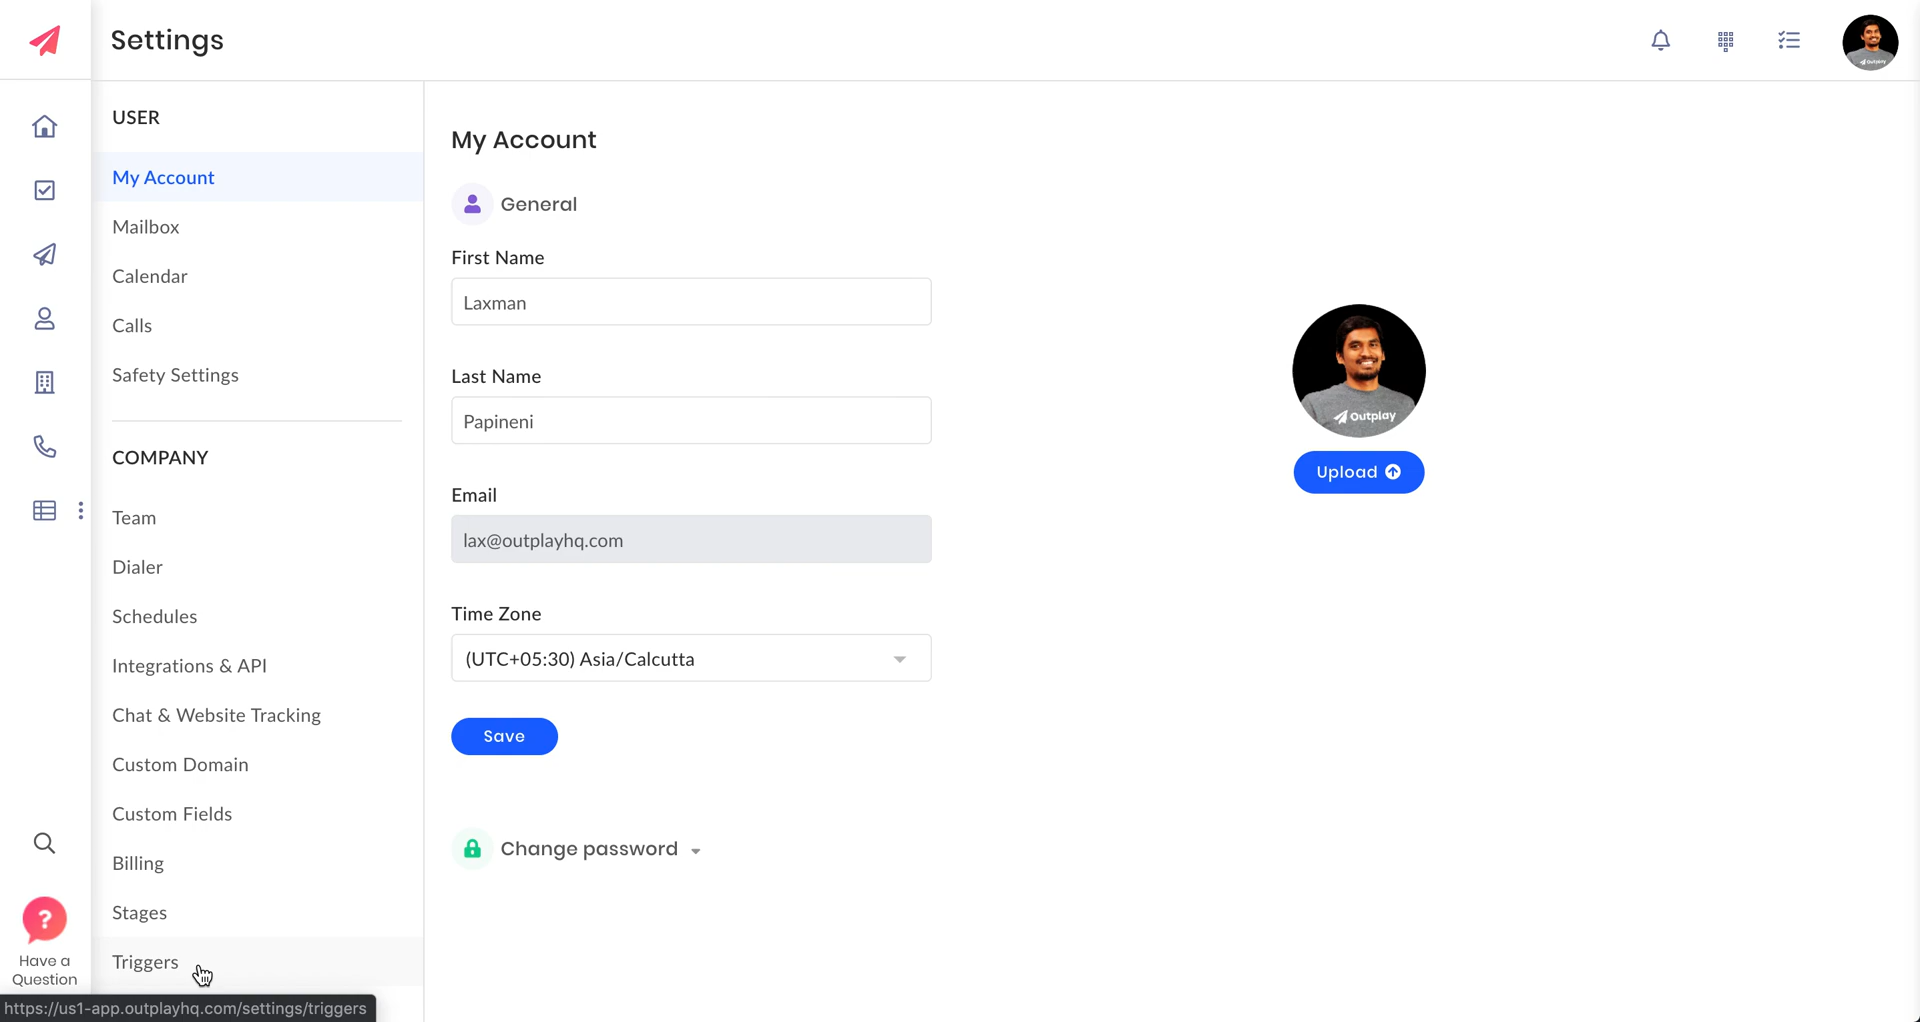 Settings
USER
My Account
Mailbox
Calendar
Calls
Safety Settings
COMPANY
Team
Dialer
Schedules
Integrations & API
Chat & Website Tracking
Custom Domain
Custom Fields
Billing
Stages
Triggers
?
Have a
Question
https://us1-app.outplayhq.com/settings/triggers
My Account
General
First Name
Laxman
Last Name
Papineni
Email
lax@outplayhq.com
Time Zone
(UTC+05:30) Asia/Calcutta
Save
Change password
Outplay
Upload
Outplay